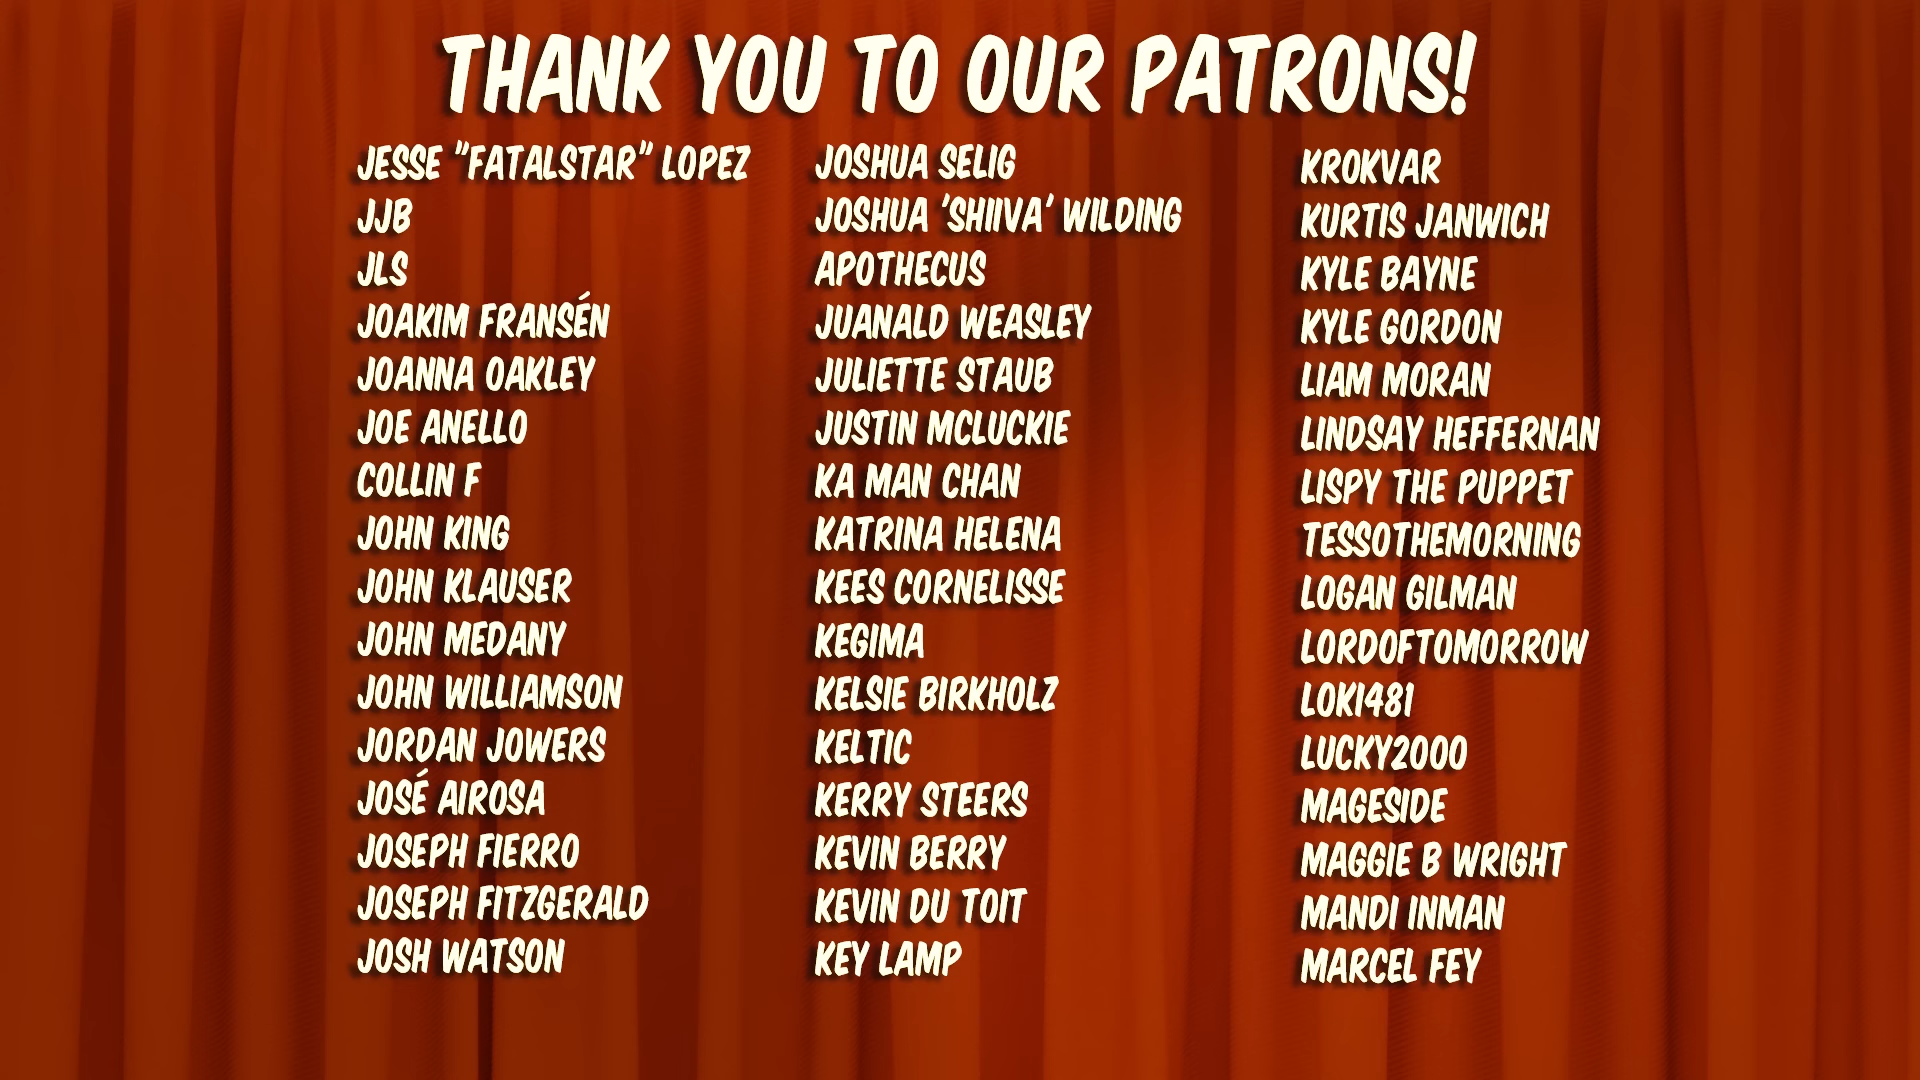 THANK YOU TO OUR PATRONS!
JESSE "FATALSTAR" LOPEZ
JJB
JLS
JOAKIM FRANSÉN
JOANNA OAKLEY
JOE ANELLO
COLLIN F
JOHN KING
JOHN KLAUSER
JOHN MEDANY
JOHN WILLIAMSON
JORDAN JOWERS
JOSÉ AIROSA
JOSEPH FIERRO
JOSEPH FITZGERALD
JOSH WATSON
JOSHUA SELIG
JOSHUA 'SHIIVA' WILDING
APOTHECUS
JUANALD WEASLEY
JULIETTE STAUB
JUSTIN MCLUCKIE
KA MAN CHAN
KATRINA HELENA
KEES CORNELISSE
KEGIMA
KELSIE BIRKHOLZ
KELTIC
KERRY STEERS
KEVIN BERRY
KEVIN DU TOIT
KEY LAMP
KROKVAR
KURTIS JANWICH
KYLE BAYNE
KYLE GORDON
LIAM MORAN
LINDSAY HEFFERNAN
LISPY THE PUPPET
TESSOTHEMORNING
LOGAN GILMAN
LORDOFTOMORROW
LOKI481
LUCKY2000
MAGESIDE
MAGGIE B WRIGHT
MANDI INMAN
MARCEL FEY